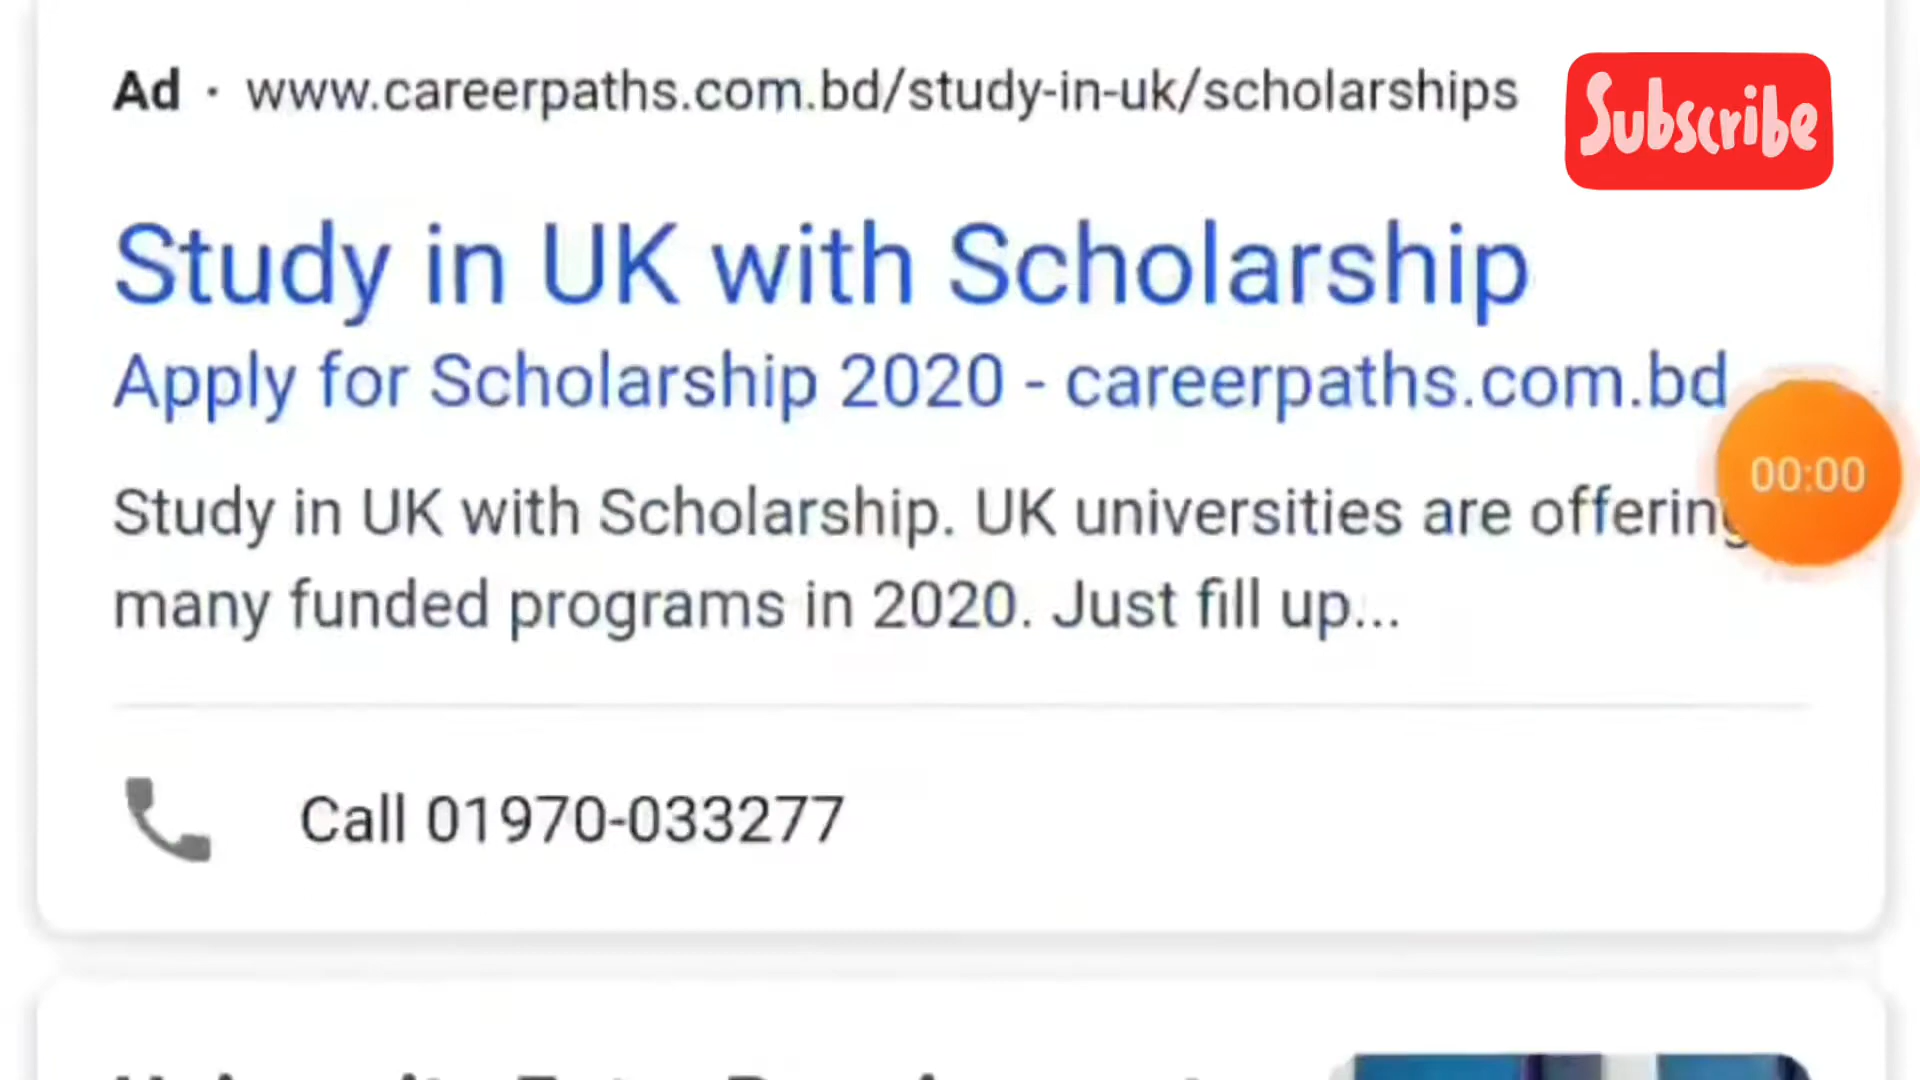 Ad · www.careerpaths.com.bd/study-in-uk/scholarships
Subscribe
Study in UK with Scholarship
Apply for Scholarship 2020 - careerpaths.com.bd
00:00
Study in UK with Scholarship. UK universities are offering
many funded programs in 2020. Just fill up...
Call 01970-033277